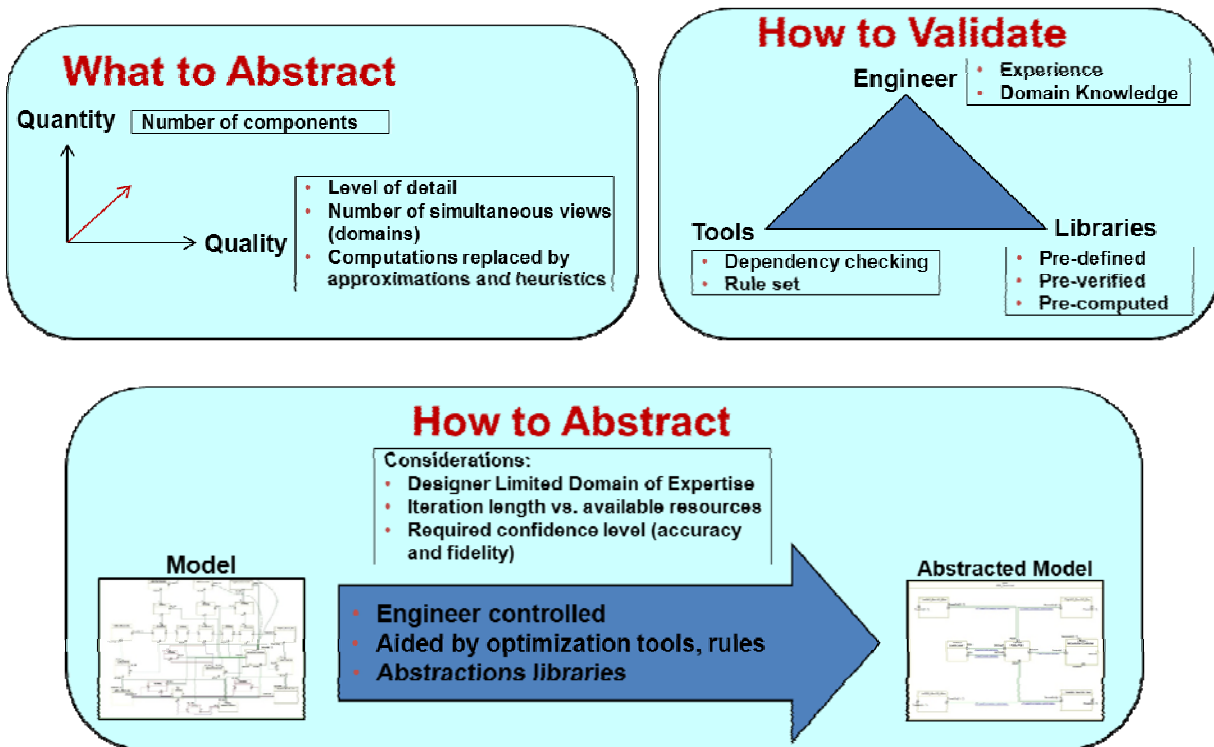 What to Abstract
Quantity
Number of components
Quality
• Level of detail
• Number of simultaneous views
(domains)
• Computations replaced by
approximations and heuristics
How to Validate
Engineer
• Experience
• Domain Knowledge
Tools
• Dependency checking
• Rule set
Libraries
• Pre-defined
• Pre-verified
• Pre-computed
How to Abstract
Considerations:
• Designer Limited Domain of Expertise
• Iteration length vs. available resources
• Required confidence level (accuracy
and fidelity)
Model
• Engineer controlled
• Aided by optimization tools, rules
• Abstractions libraries
Abstracted Model